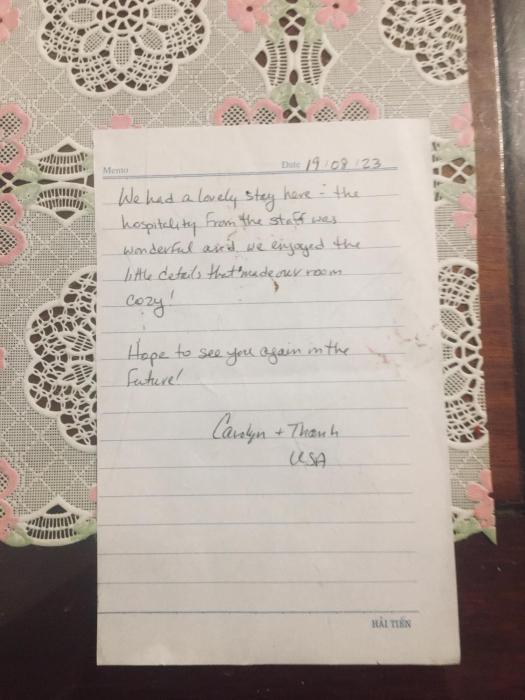 Memo
Date 19/08/23
We had a lovely stay here - the
hospitality from the staff was
wonderful and we enjoyed the
little details that made our room
cozy!
Hope to see you again in the
future!
Carolyn + Thanh
USA
HẢI TIẾN